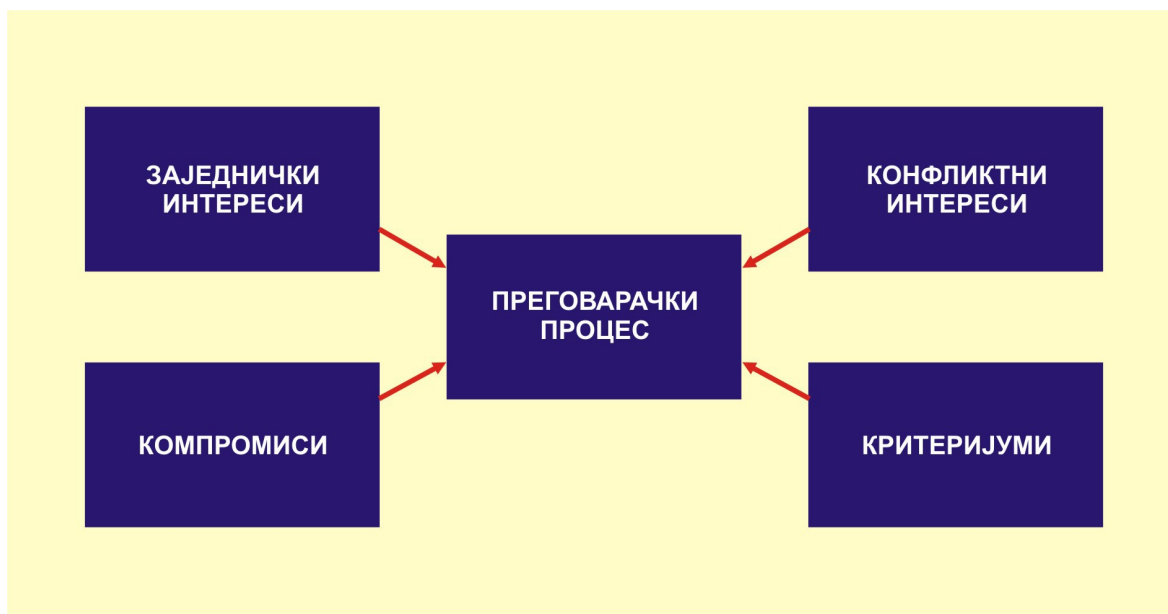 ЗАЈЕДНИЧКИ
ИНТЕРЕСИ
КОНФЛИКТНИ
ИНТЕРЕСИ
ПРЕГОВАРАЧКИ
ПРОЦЕС
КОМПРОМИСИ
КРИТЕРИЈУМИ